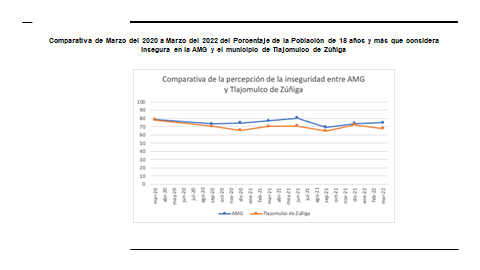 Comparativa de Marzo del 2020 a Marzo del 2022 del Porcentaje de la Población de 18 años y más que considera
insegura en la AMG y el municipio de Tlajomulco de Zúñiga
Comparativa de la percepción de la inseguridad entre AMG
y Tlajomulco de Zúñiga
100
90
80
70
60
50
40
30
20
10
0
mar-20
abr-20
may-20
jun-20
jul-20
ago-20
sep-20
oct-20
nov-20
dic-20
ene-21
feb-21
mar-21
abr-21
may-21
jun-21
jul-21
ago-21
sep-21
oct-21
nov-21
dic-21
ene-22
feb-22
mar-22
AMG
Tlajomulco de Zúñiga